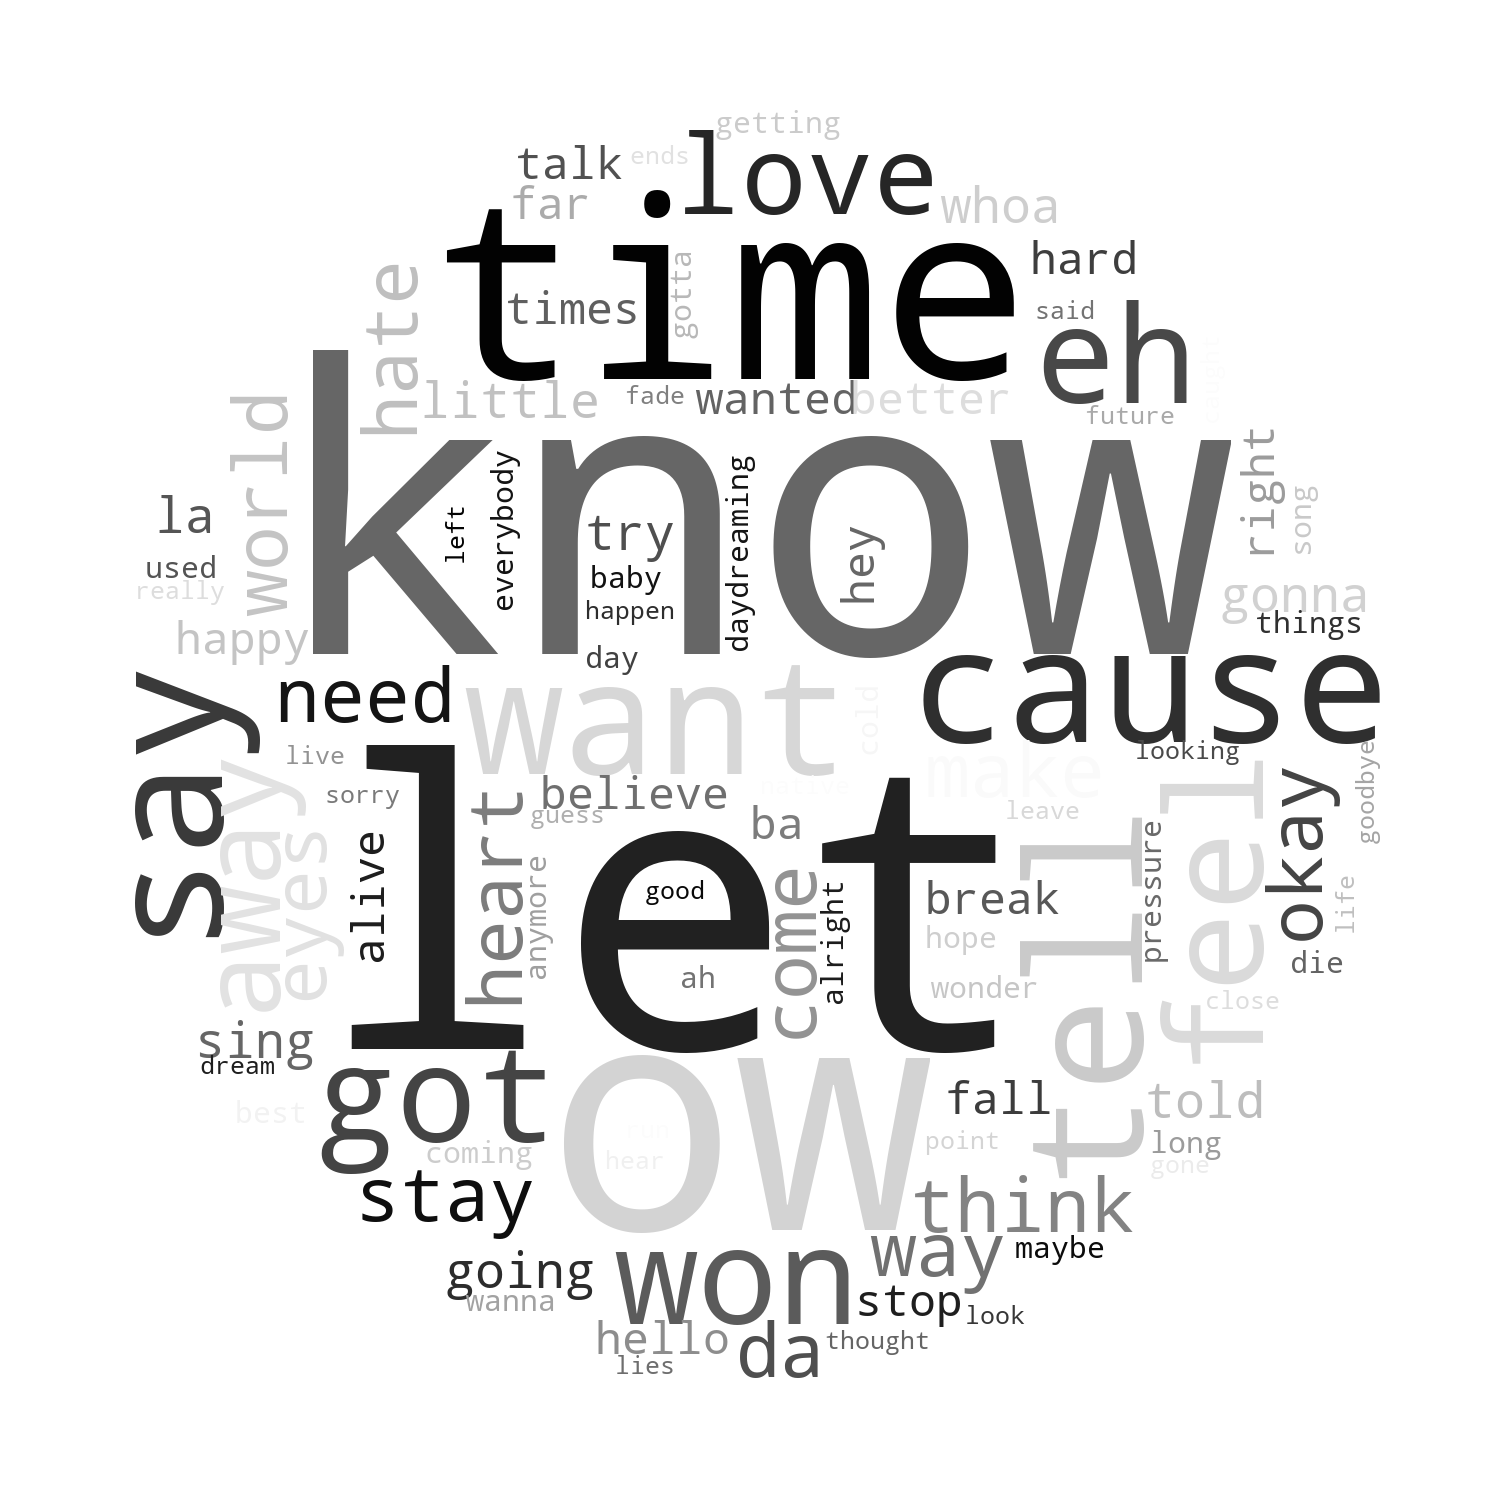 getting
talk
ends
love
far
whoa
time
hard
hate
times
gotta
said
eh
little
fade
wanted
better
caught
future
world
know
right
song
everybody
left
daydreaming
la
try
hey
used
baby
really
gonna
happen
things
happy
day
cause
say
need
want
cold
looking
goodbye
live
make
away
eyes
native
sorry
heart
believe
guess
ba
leave
feel
okay
let
alive
anymore
good
come
alright
break
tell
pressure
life
hope
ah
wonder
die
close
sing
dream
got
ow
fall
told
best
run
coming
hear
point
long
gone
stay
think
going
won
way
maybe
wanna
stop
look
hello
da
thought
lies